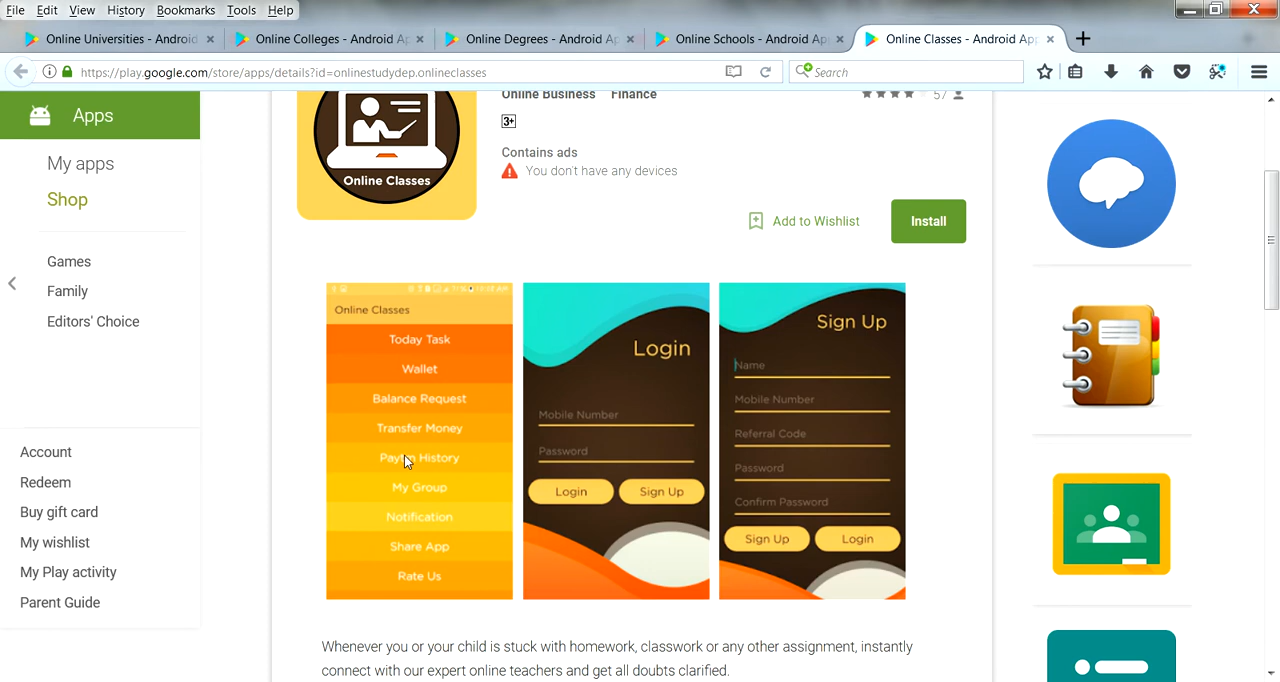 File Edit View History Bookmarks Tools Help
Online Universities - Android
Online Colleges - Android Ap
Online Degrees - Android Ap
Online Schools - Android Ap
Online Classes - Android App
https://play.google.com/store/apps/details?id=onlinestudydep.onlineclasses
Search
Apps
My apps
Shop
Games
Family
Editors' Choice
Account
Redeem
Buy gift card
My wishlist
My Play activity
Parent Guide
Online Classes
Online Business Finance
57
3+
Contains ads
You don't have any devices
Add to Wishlist
Install
Online Classes
Today Task
Wallet
Balance Request
Transfer Money
Paytm History
My Group
Notification
Share App
Rate Us
Login
Mobile Number
Password
Login Sign Up
Sign Up
Name
Mobile Number
Referral Code
Password
Confirm Password
Sign Up Login
Whenever you or your child is stuck with homework, classwork or any other assignment, instantly
connect with our expert online teachers and get all doubts clarified.